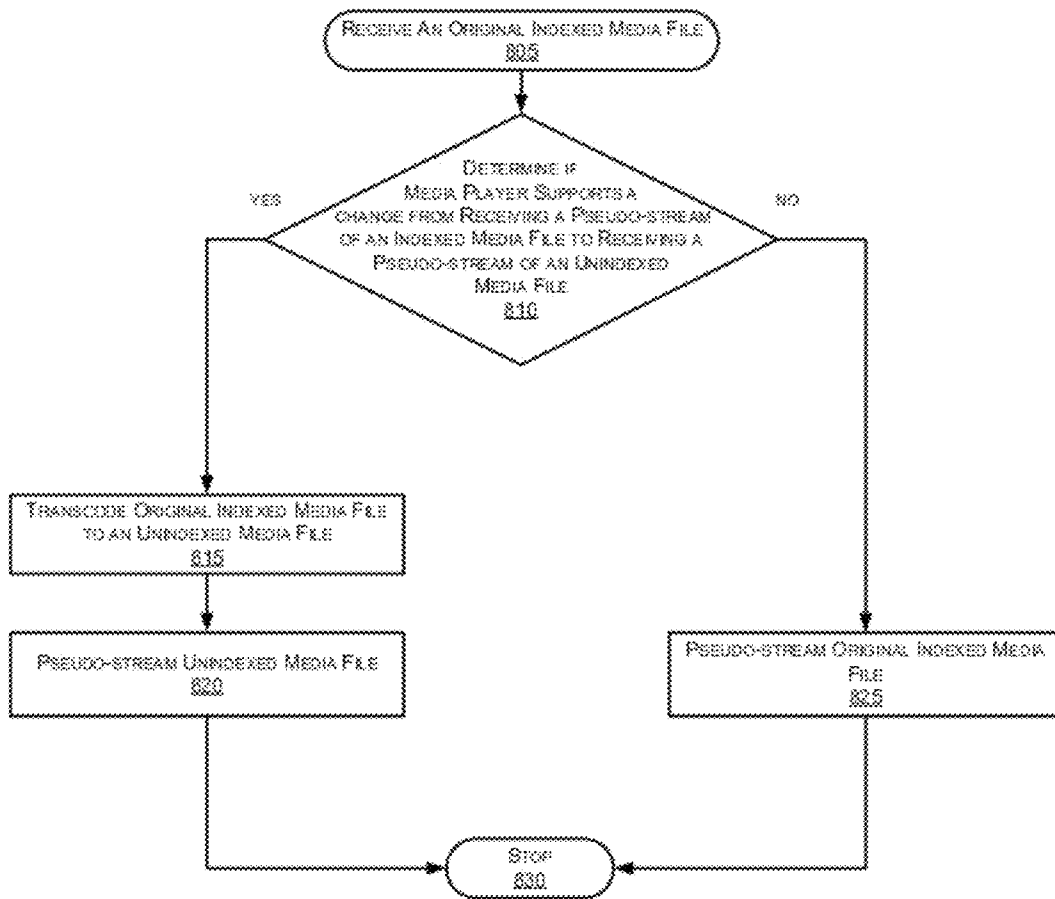 RECEIVE AN ORIGINAL INDEXED MEDIA FILE
805
DETERMINE IF
MEDIA PLAYER SUPPORTS A
CHANGE FROM RECEIVING A PSEUDO-STREAM
OF AN INDEXED MEDIA FILE TO RECEIVING A
PSEUDO-STREAM OF AN UNINDEXED
MEDIA FILE
810
YES
NO
TRANSCODE ORIGINAL INDEXED MEDIA FILE
TO AN UNINDEXED MEDIA FILE
815
PSEUDO-STREAM UNINDEXED MEDIA FILE
820
PSEUDO-STREAM ORIGINAL INDEXED MEDIA
FILE
825
STOP
830